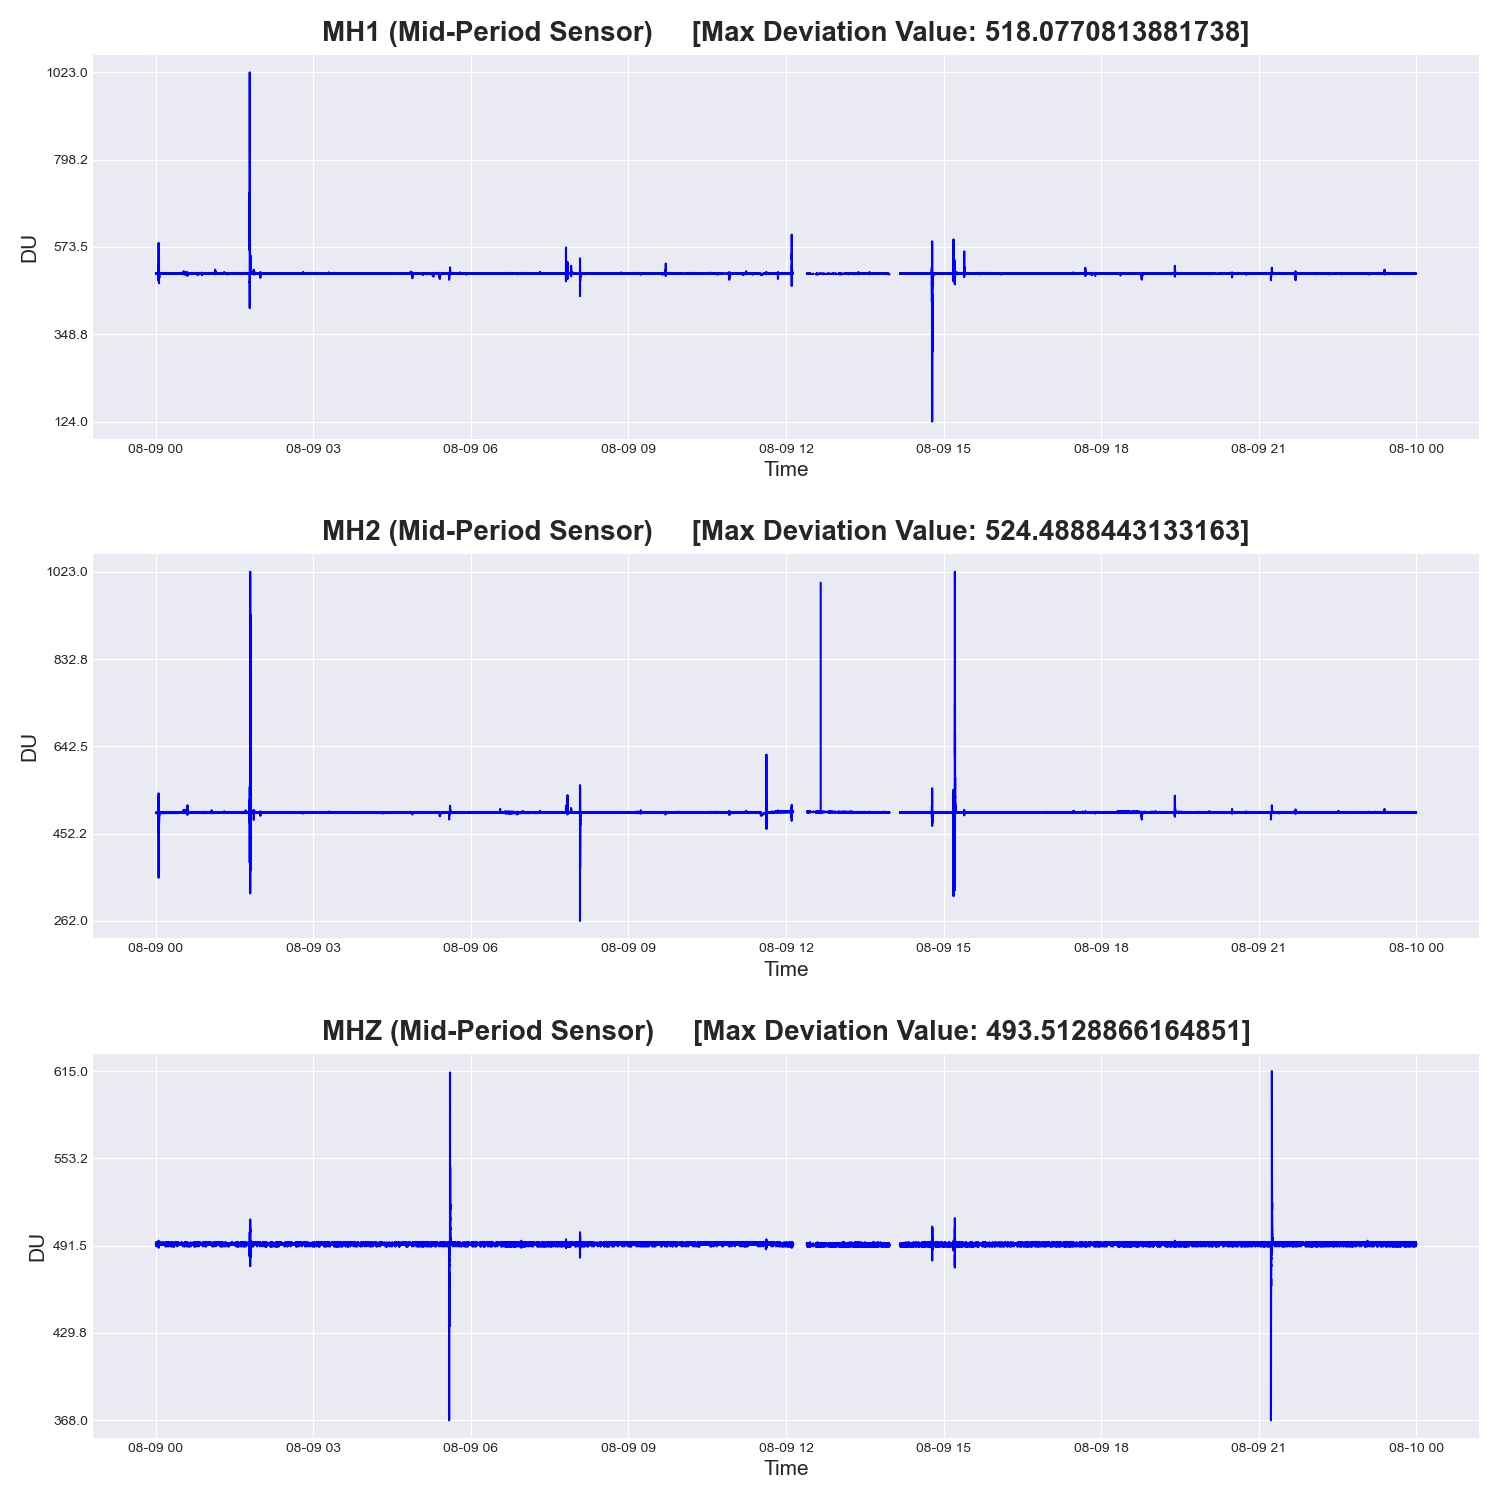 MH1 (Mid-Period Sensor) [Max Deviation Value: 518.0770813881738]
1023.0
798.2
573.5
348.8
124.0
DU
08-09 00 08-09 03 08-09 06 08-09 09 08-09 12 08-09 15 08-09 18 08-09 21 08-10 00
Time
MH2 (Mid-Period Sensor) [Max Deviation Value: 524.4888443133163]
1023.0
832.8
642.5
452.2
262.0
DU
08-09 00 08-09 03 08-09 06 08-09 09 08-09 12 08-09 15 08-09 18 08-09 21 08-10 00
Time
MHZ (Mid-Period Sensor) [Max Deviation Value: 493.5128866164851]
615.0
553.2
491.5
429.8
368.0
DU
08-09 00 08-09 03 08-09 06 08-09 09 08-09 12 08-09 15 08-09 18 08-09 21 08-10 00
Time